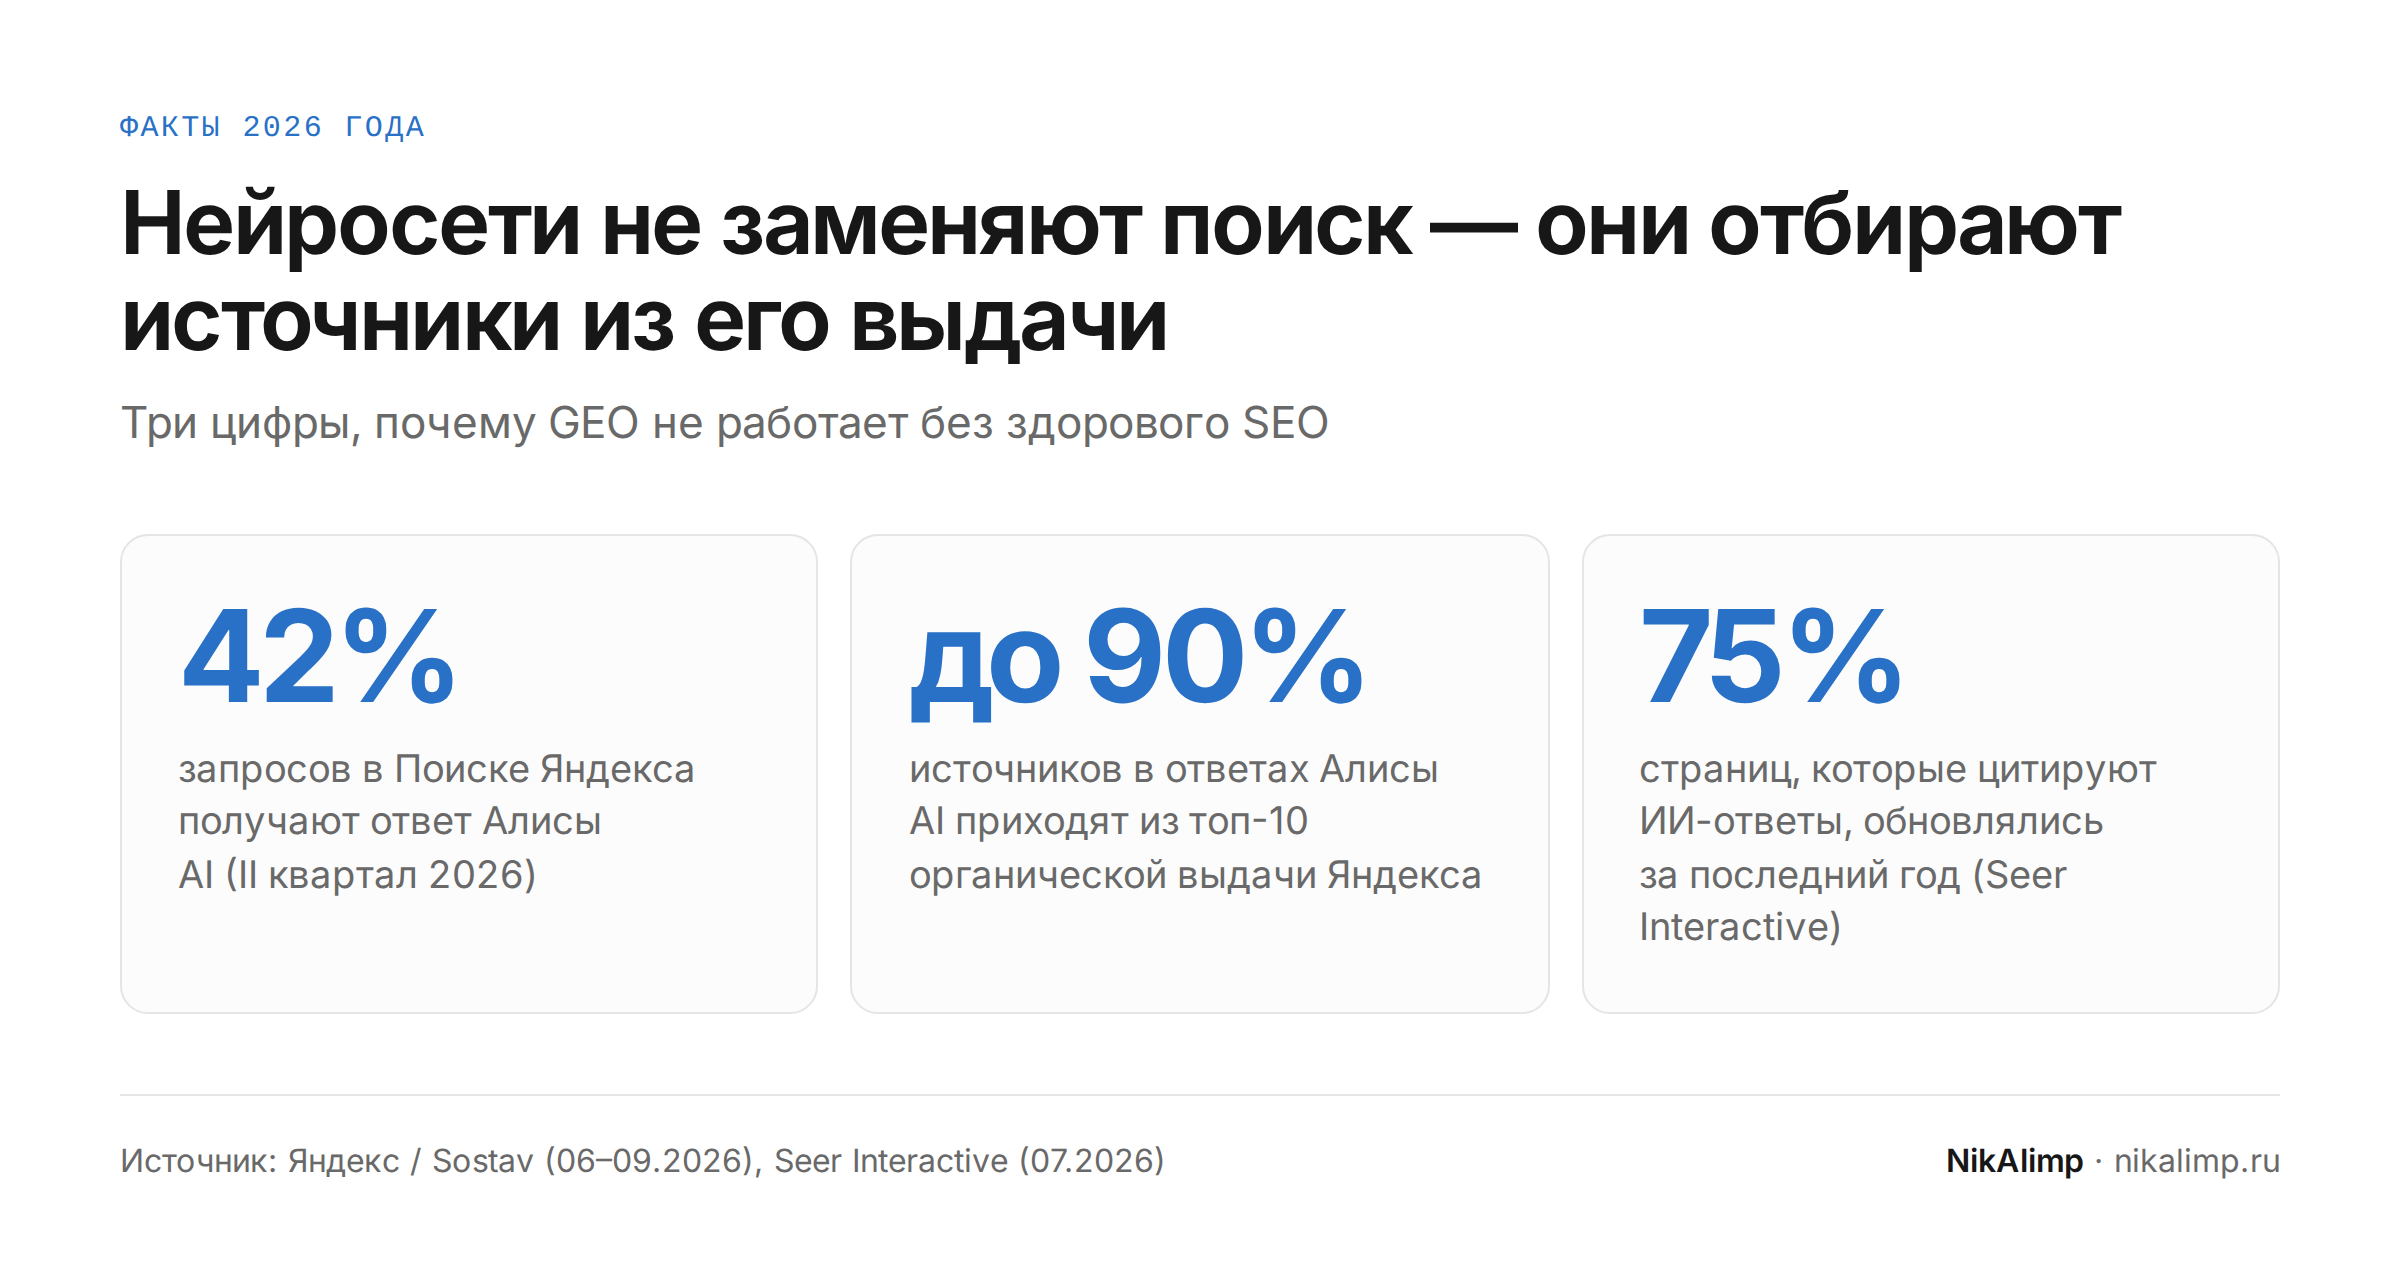 ФАКТЫ 2026 ГОДА
Нейросети не заменяют поиск — они отбирают
источники из его выдачи
Три цифры, почему GEO не работает без здорового SEO
42%
запросов в Поиске Яндекса
получают ответ Алисы
AI (II квартал 2026)
до 90%
источников в ответах Алисы
AI приходят из топ-10
органической выдачи Яндекса
75%
страниц, которые цитируют
ИИ-ответы, обновлялись
за последний год (Seer
Interactive)
Источник: Яндекс / Sostav (06–09.2026), Seer Interactive (07.2026)
NikAlimp · nikalimp.ru